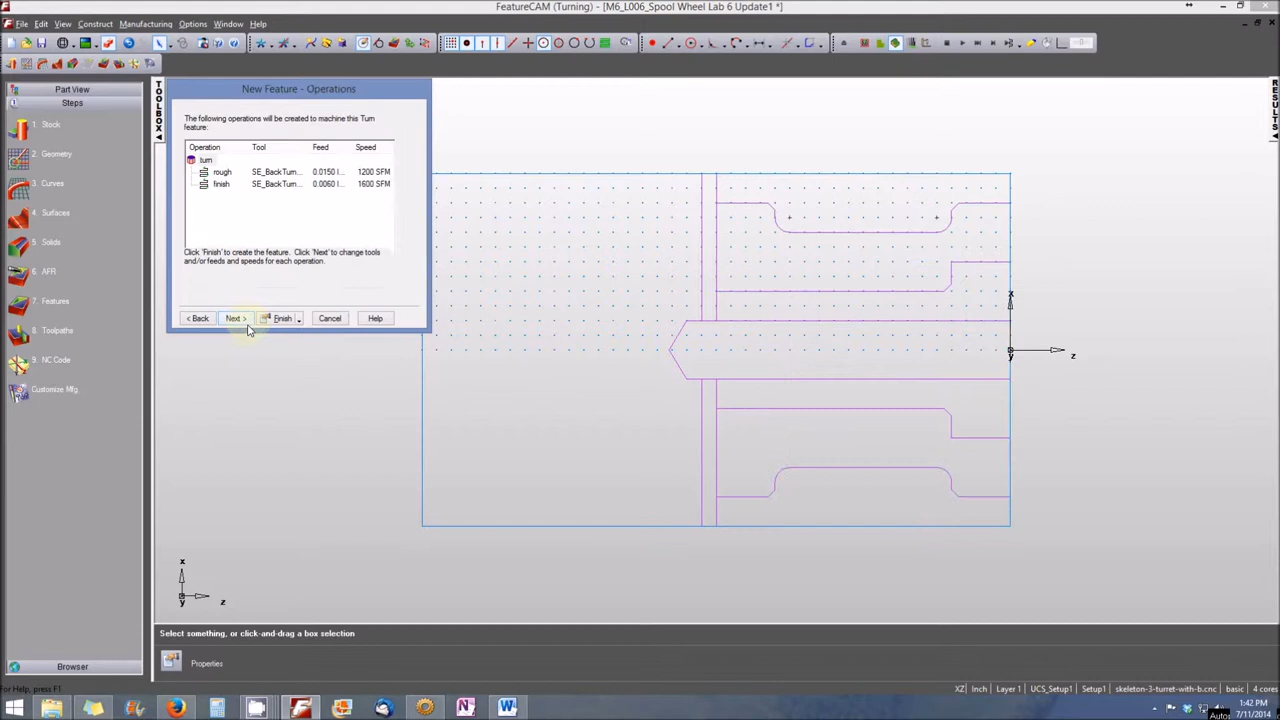 FeatureCAM (Turning) - [M6_L006_Spool Wheel Lab 6 Update1 *]
File Edit View Construct Manufacturing Options Window Help
Part View
Steps
1. Stock
2. Geometry
3. Curves
4. Surfaces
5. Solids
6. AFR
7. Features
8. Toolpaths
9. NC Code
Customize Mfg.
Browser
TOOLBOX
New Feature - Operations
The following operations will be created to machine this Turn
feature:
Operation Tool Feed Speed
turn
rough SE_BackTurn... 0.0150 I... 1200 SFM
finish SE_BackTurn... 0.0060 I... 1600 SFM
Click 'Finish' to create the feature. Click 'Next' to change tools
and/or feeds and speeds for each operation.
< Back Next > Finish Cancel Help
RESULTS
x
y
z
x
y
z
Select something, or click-and-drag a box selection
Properties
For Help, press F1
XZ Inch Layer 1 UCS_Setup1 Setup1 skeleton-3-turret-with-b.cnc basic 4 cores
1:42 PM
7/11/2014